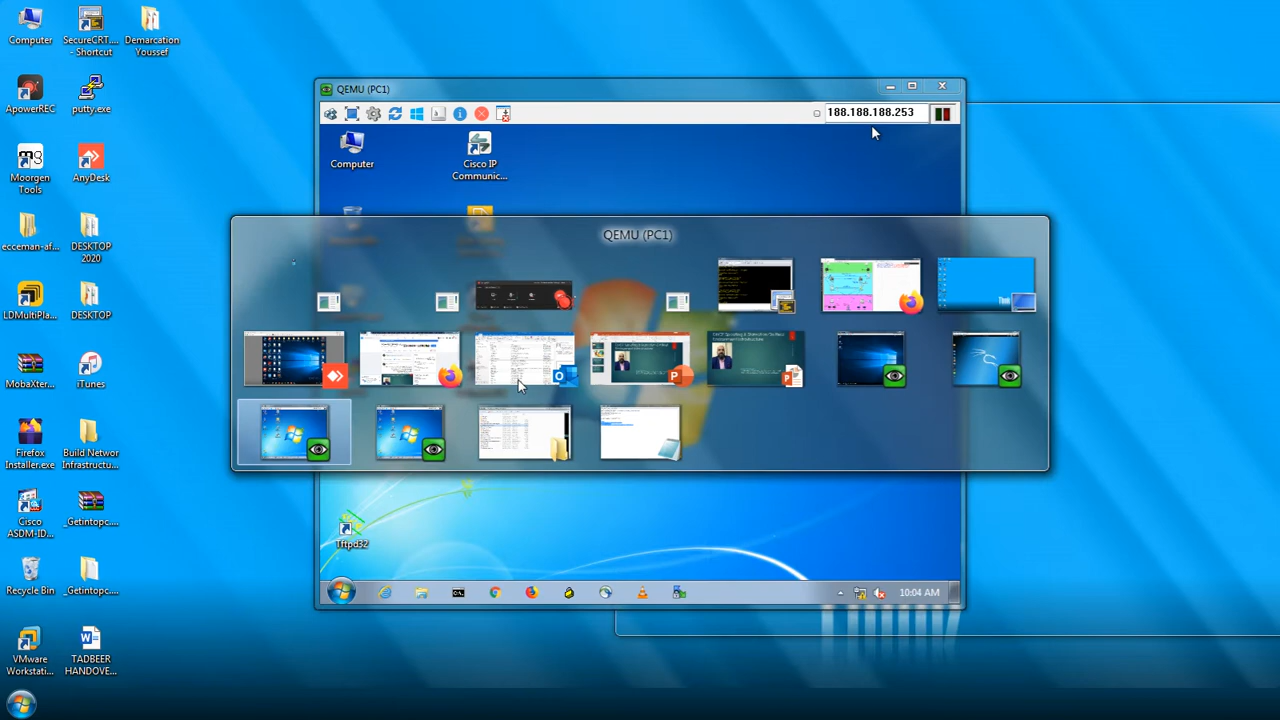 Computer
SecureCRT....
- Shortcut
Demarcation
Youssef
ApowerREC
putty.exe
Moorgen
Tools
AnyDesk
ecceman-af...
DESKTOP
2020
LDMultiPla...
DESKTOP
MobaXter...
iTunes
Firefox
Installer.exe
Build Networ
Infrastructu...
Cisco
ASDM-ID...
_Getintopc....
Recycle Bin
_Getintopc....
VMware
Workstati...
TADBEER
HANDOVE...
QEMU (PC1)
188.188.188.253
Computer
Cisco IP
Communic...
QEMU (PC1)
Tftpd32
10:04 AM